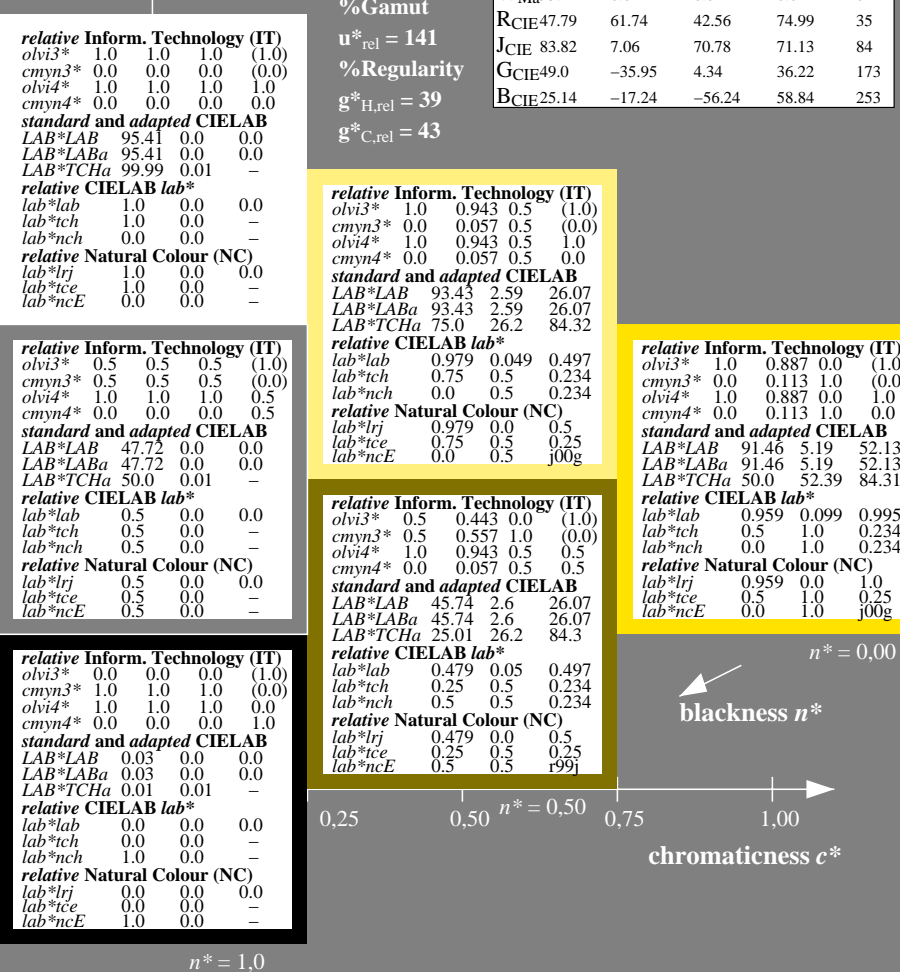 %Gamut
u*rel = 141
%Regularity
g*H,rel = 39
g*C,rel = 43
RCIE 47.79 61.74 42.56 74.99 35
JCIE 83.82 7.06 70.78 71.13 84
GCIE 49.0 −35.95 4.34 36.22 173
BCIE 25.14 −17.24 −56.24 58.84 253
relative Inform. Technology (IT)
olvi3* 1.0 1.0 1.0 (1.0)
cmyn3* 0.0 0.0 0.0 (0.0)
olvi4* 1.0 1.0 1.0 1.0
cmyn4* 0.0 0.0 0.0 0.0
standard and adapted CIELAB
LAB*LAB 95.41 0.0 0.0
LAB*LABa 95.41 0.0 0.0
LAB*TCHa 99.99 0.01 –
relative CIELAB lab*
lab*lab 1.0 0.0 0.0
lab*tch 1.0 0.0 –
lab*nch 0.0 0.0 –
relative Natural Colour (NC)
lab*lrj 1.0 0.0 0.0
lab*tce 1.0 0.0 –
lab*ncE 0.0 0.0 –
relative Inform. Technology (IT)
olvi3* 1.0 0.943 0.5 (1.0)
cmyn3* 0.0 0.057 0.5 (0.0)
olvi4* 1.0 0.943 0.5 1.0
cmyn4* 0.0 0.057 0.5 0.0
standard and adapted CIELAB
LAB*LAB 93.43 2.59 26.07
LAB*LABa 93.43 2.59 26.07
LAB*TCHa 75.0 26.2 84.32
relative CIELAB lab*
lab*lab 0.979 0.049 0.497
lab*tch 0.75 0.5 0.234
lab*nch 0.0 0.5 0.234
relative Natural Colour (NC)
lab*lrj 0.979 0.0 0.5
lab*tce 0.75 0.5 0.25
lab*ncE 0.0 0.5 j00g
relative Inform. Technology (IT)
olvi3* 0.5 0.5 0.5 (1.0)
cmyn3* 0.5 0.5 0.5 (0.0)
olvi4* 1.0 1.0 1.0 0.5
cmyn4* 0.0 0.0 0.0 0.5
standard and adapted CIELAB
LAB*LAB 47.72 0.0 0.0
LAB*LABa 47.72 0.0 0.0
LAB*TCHa 50.0 0.01 –
relative CIELAB lab*
lab*lab 0.5 0.0 0.0
lab*tch 0.5 0.0 –
lab*nch 0.5 0.0 –
relative Natural Colour (NC)
lab*lrj 0.5 0.0 0.0
lab*tce 0.5 0.0 –
lab*ncE 0.5 0.0 –
relative Inform. Technology (IT)
olvi3* 1.0 0.887 0.0 (1.0
cmyn3* 0.0 0.113 1.0 (0.0
olvi4* 1.0 0.887 0.0 1.0
cmyn4* 0.0 0.113 1.0 0.0
standard and adapted CIELAB
LAB*LAB 91.46 5.19 52.13
LAB*LABa 91.46 5.19 52.13
LAB*TCHa 50.0 52.39 84.31
relative CIELAB lab*
lab*lab 0.959 0.099 0.995
lab*tch 0.5 1.0 0.234
lab*nch 0.0 1.0 0.234
relative Natural Colour (NC)
lab*lrj 0.959 0.0 1.0
lab*tce 0.5 1.0 0.25
lab*ncE 0.0 1.0 j00g
relative Inform. Technology (IT)
olvi3* 0.5 0.443 0.0 (1.0)
cmyn3* 0.5 0.557 1.0 (0.0)
olvi4* 1.0 0.943 0.5 0.5
cmyn4* 0.0 0.057 0.5 0.5
standard and adapted CIELAB
LAB*LAB 45.74 2.6 26.07
LAB*LABa 45.74 2.6 26.07
LAB*TCHa 25.01 26.2 84.3
relative CIELAB lab*
lab*lab 0.479 0.05 0.497
lab*tch 0.25 0.5 0.234
lab*nch 0.5 0.5 0.234
relative Natural Colour (NC)
lab*lrj 0.479 0.0 0.5
lab*tce 0.25 0.5 0.25
lab*ncE 0.5 0.5 r99j
relative Inform. Technology (IT)
olvi3* 0.0 0.0 0.0 (1.0)
cmyn3* 1.0 1.0 1.0 (0.0)
olvi4* 1.0 1.0 1.0 0.0
cmyn4* 0.0 0.0 0.0 1.0
standard and adapted CIELAB
LAB*LAB 0.03 0.0 0.0
LAB*LABa 0.03 0.0 0.0
LAB*TCHa 0.01 0.01 –
relative CIELAB lab*
lab*lab 0.0 0.0 0.0
lab*tch 0.0 0.0 –
lab*nch 1.0 0.0 –
relative Natural Colour (NC)
lab*lrj 0.0 0.0 0.0
lab*tce 0.0 0.0 –
lab*ncE 1.0 0.0 –
n* = 0,00
blackness n*
n* = 0,50
0,25 0,50 0,75 1,00
chromaticness c*
n* = 1,0